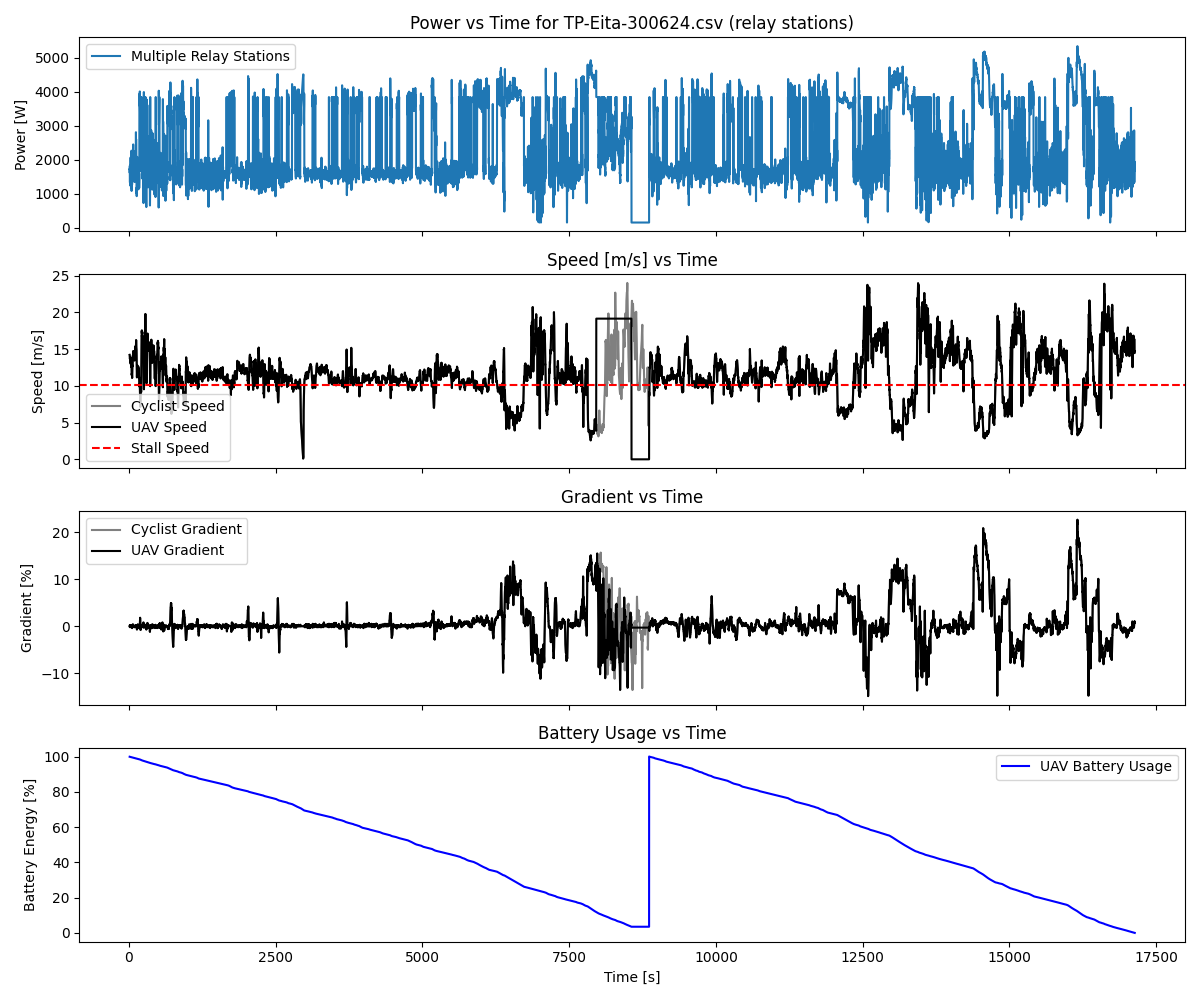 Power vs Time for TP-Eita-300624.csv (relay stations)
Multiple Relay Stations
Power [W]
5000
4000
3000
2000
1000
0
Speed [m/s] vs Time
Speed [m/s]
25
20
15
10
5
0
Cyclist Speed
UAV Speed
Stall Speed
Gradient vs Time
Cyclist Gradient
UAV Gradient
Gradient [%]
20
10
0
−10
Battery Usage vs Time
UAV Battery Usage
Battery Energy [%]
100
80
60
40
20
0
0 2500 5000 7500 10000 12500 15000 17500
Time [s]